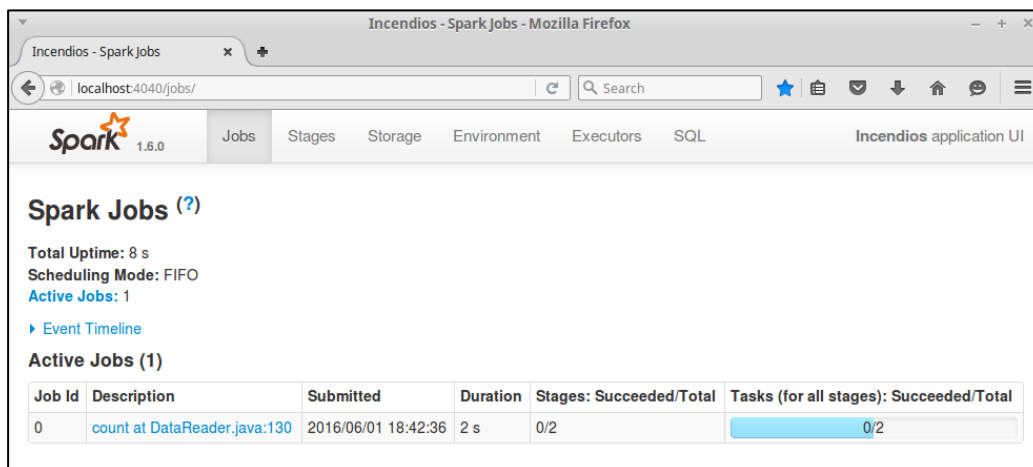 Incendios - Spark Jobs - Mozilla Firefox
Incendios - Spark Jobs
localhost:4040/jobs/
Search
Spark 1.6.0 Jobs Stages Storage Environment Executors SQL Incendios application UI
Spark Jobs (?)
Total Uptime: 8 s
Scheduling Mode: FIFO
Active Jobs: 1
Event Timeline
Active Jobs (1)
Job Id Description Submitted Duration Stages: Succeeded/Total Tasks (for all stages): Succeeded/Total
0 count at DataReader.java:130 2016/06/01 18:42:36 2 s 0/2 0/2